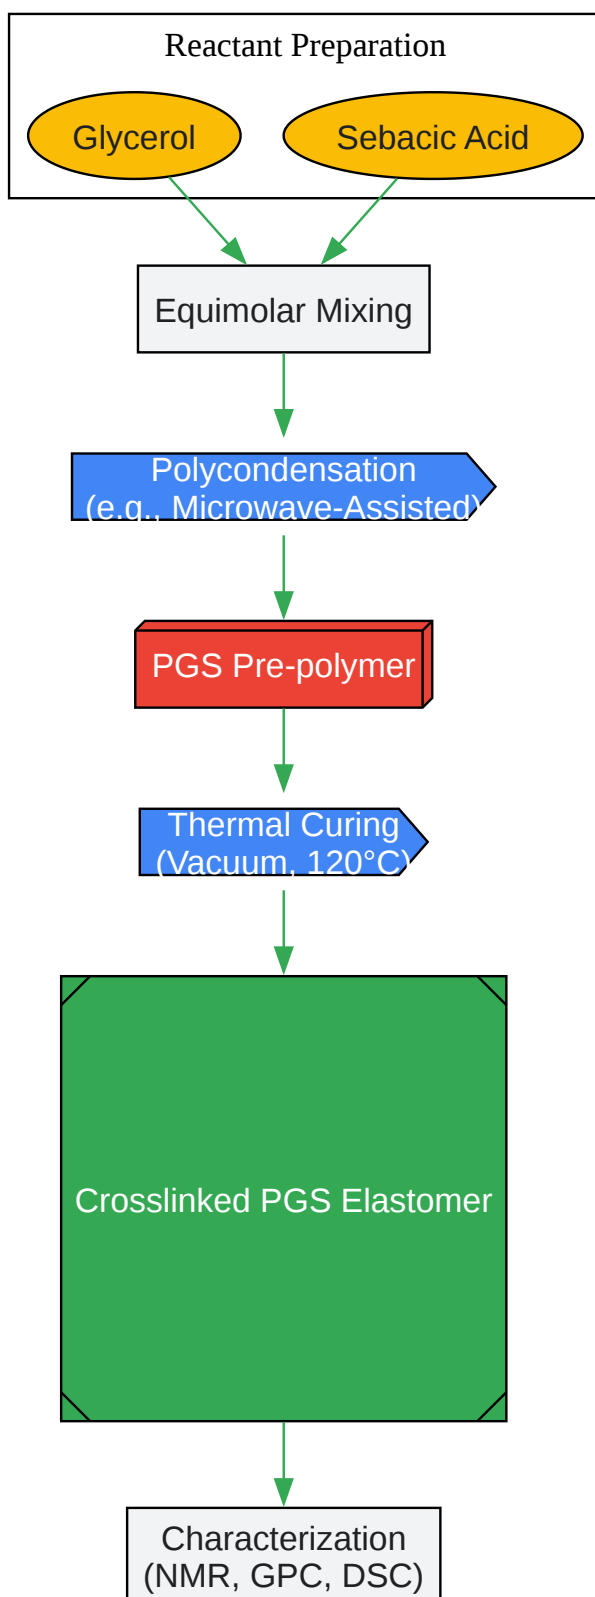 Reactant Preparation
Glycerol
Sebacic Acid
Equimolar Mixing
Polycondensation
(e.g., Microwave-Assisted)
PGS Pre-polymer
Thermal Curing
(Vacuum, 120°C)
Crosslinked PGS Elastomer
Characterization
(NMR, GPC, DSC)